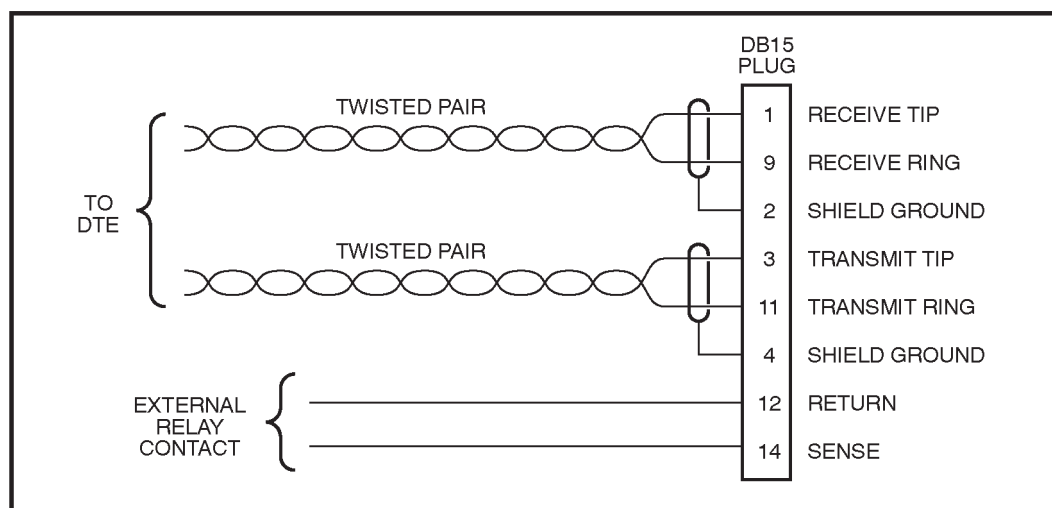 DB15
PLUG
TWISTED PAIR
1 RECEIVE TIP
9 RECEIVE RING
TO
DTE
2 SHIELD GROUND
TWISTED PAIR
3 TRANSMIT TIP
11 TRANSMIT RING
4 SHIELD GROUND
EXTERNAL
RELAY
CONTACT
12 RETURN
14 SENSE